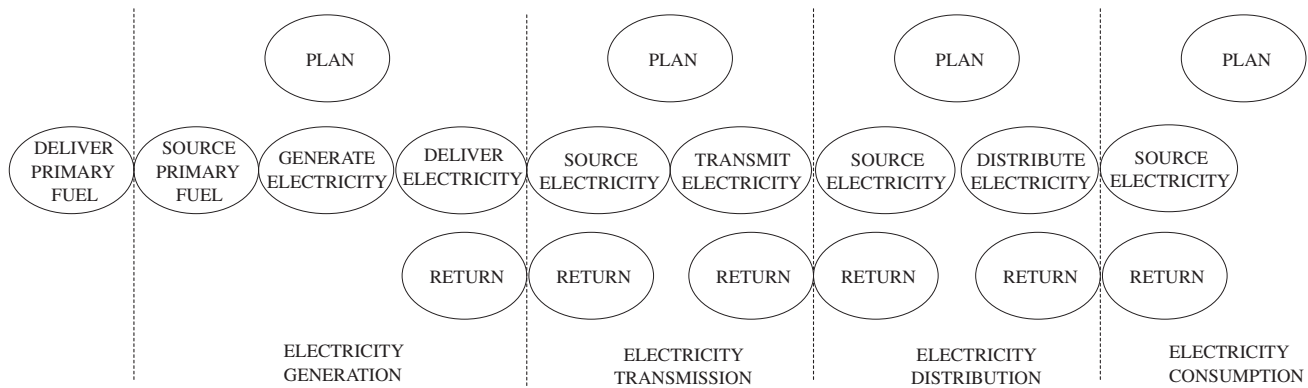 PLAN
PLAN
PLAN
PLAN
DELIVER
PRIMARY
FUEL
SOURCE
PRIMARY
FUEL
GENERATE
ELECTRICITY
DELIVER
ELECTRICITY
SOURCE
ELECTRICITY
TRANSMIT
ELECTRICITY
SOURCE
ELECTRICITY
DISTRIBUTE
ELECTRICITY
SOURCE
ELECTRICITY
RETURN
RETURN
RETURN
RETURN
RETURN
RETURN
ELECTRICITY
GENERATION
ELECTRICITY
TRANSMISSION
ELECTRICITY
DISTRIBUTION
ELECTRICITY
CONSUMPTION